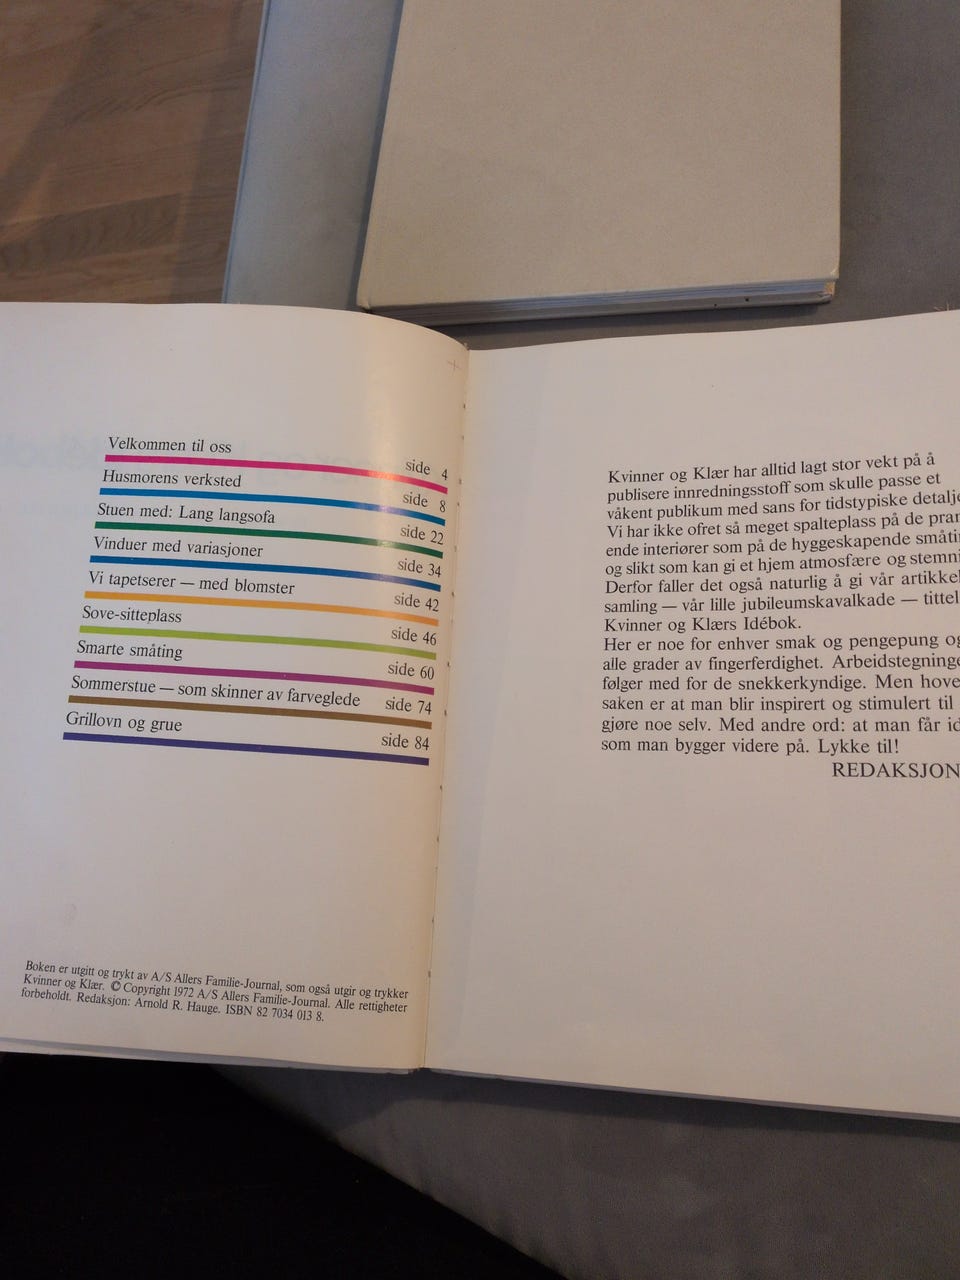 Velkommen til oss side 4
Husmorens verksted side 8
Stuen med: Lang langsofa side 22
Vinduer med variasjoner side 34
Vi tapetserer — med blomster side 42
Sove-sitteplass side 46
Smarte småting side 60
Sommerstue — som skinner av farveglede side 74
Grillovn og grue side 84
Boken er utgitt og trykt av A/S Allers Familie-Journal, som også utgir og trykker
Kvinner og Klær. © Copyright 1972 A/S Allers Familie-Journal. Alle rettigheter
forbeholdt. Redaksjon: Arnold R. Hauge. ISBN 82 7034 013 8.
Kvinner og Klær har alltid lagt stor vekt på å
publisere innredningsstoff som skulle passe et
våkent publikum med sans for tidstypiske
Vi har ikke ofret så meget spalteplass på de
ende interiører som på de hyggeskapende
og slikt som kan gi et hjem atmosfære og
Derfor faller det også naturlig å gi vår
samling — vår lille jubileumskavalkade —
Kvinner og Klærs Idébok.
Her er noe for enhver smak og pengepung
alle grader av fingerferdighet.
følger med for de snekkerkyndige. Men
saken er at man blir inspirert og stimulert til
gjøre noe selv. Med andre ord: at man får
som man bygger videre på. Lykke til!
REDAKSJON